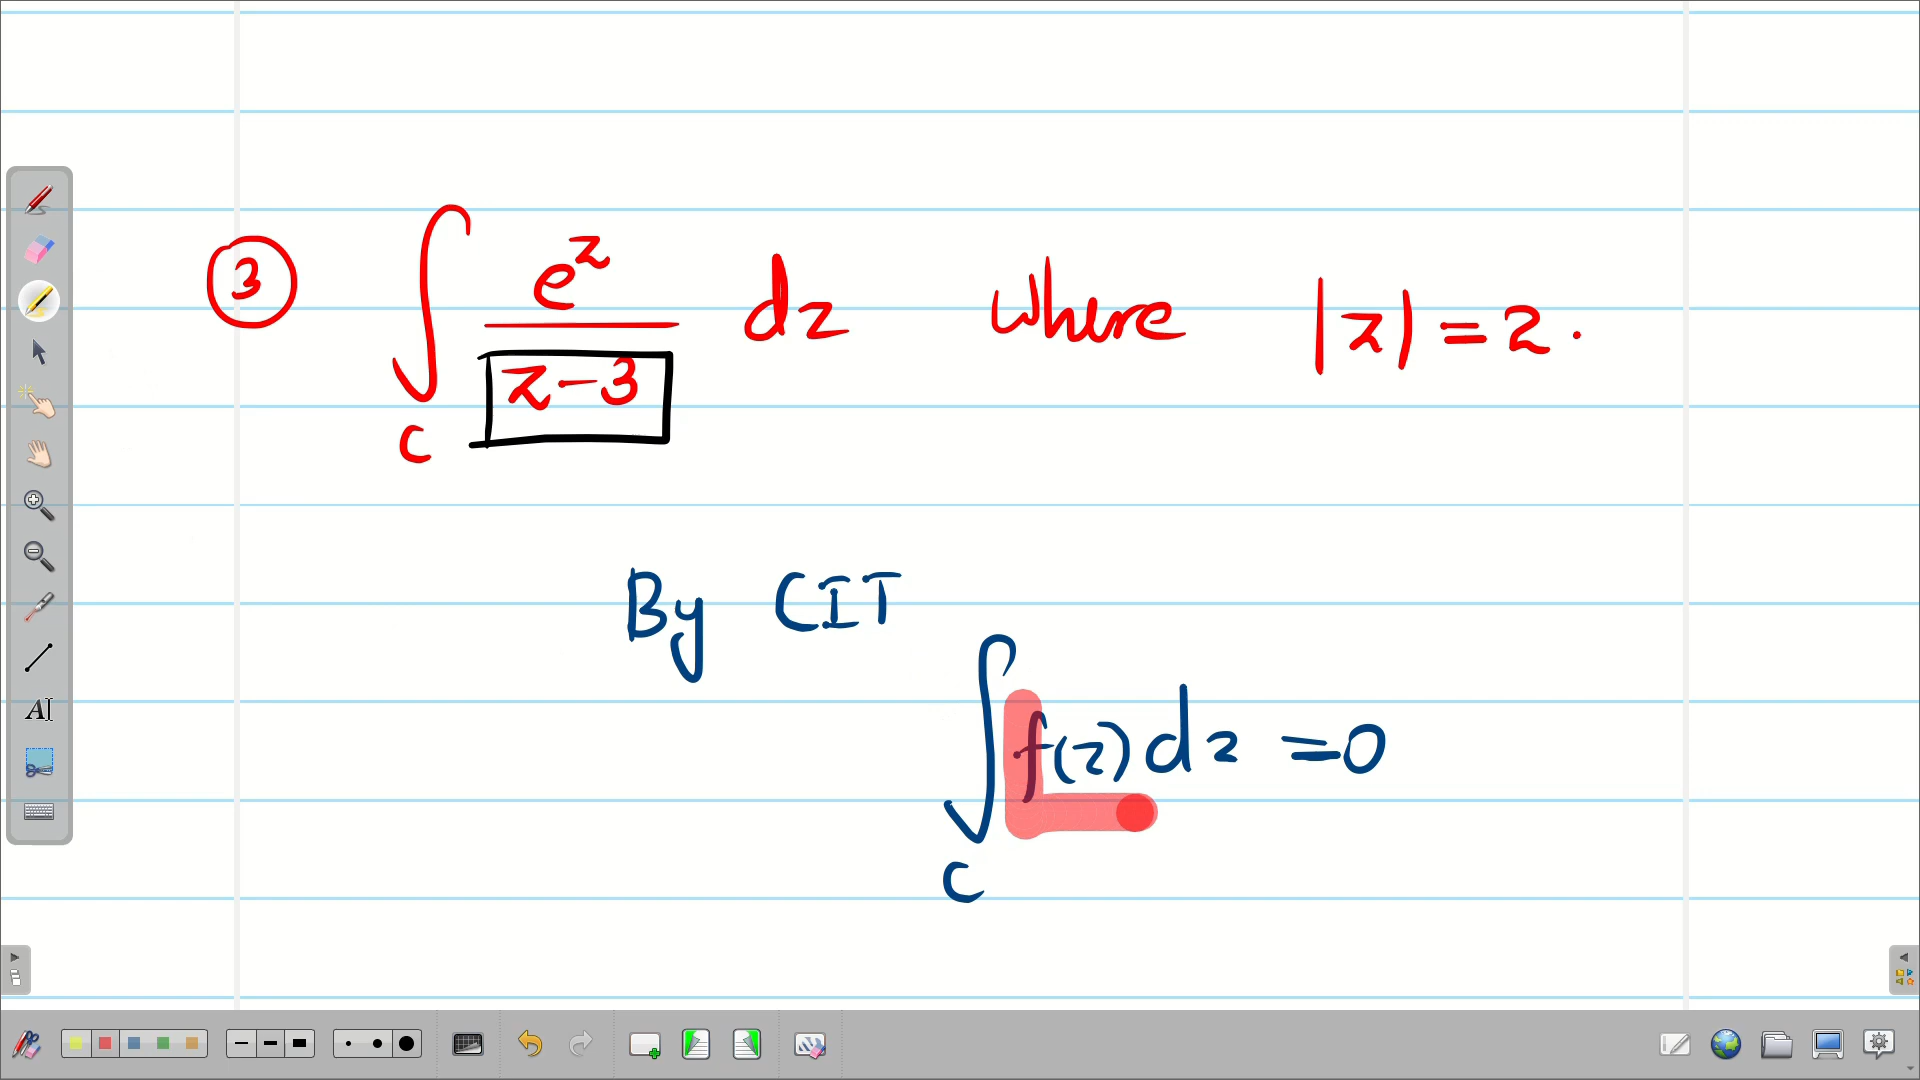 ③ ∫_C e^z / (z-3) dz where |z| = 2.
By CIT
∫_C f(z) dz = 0